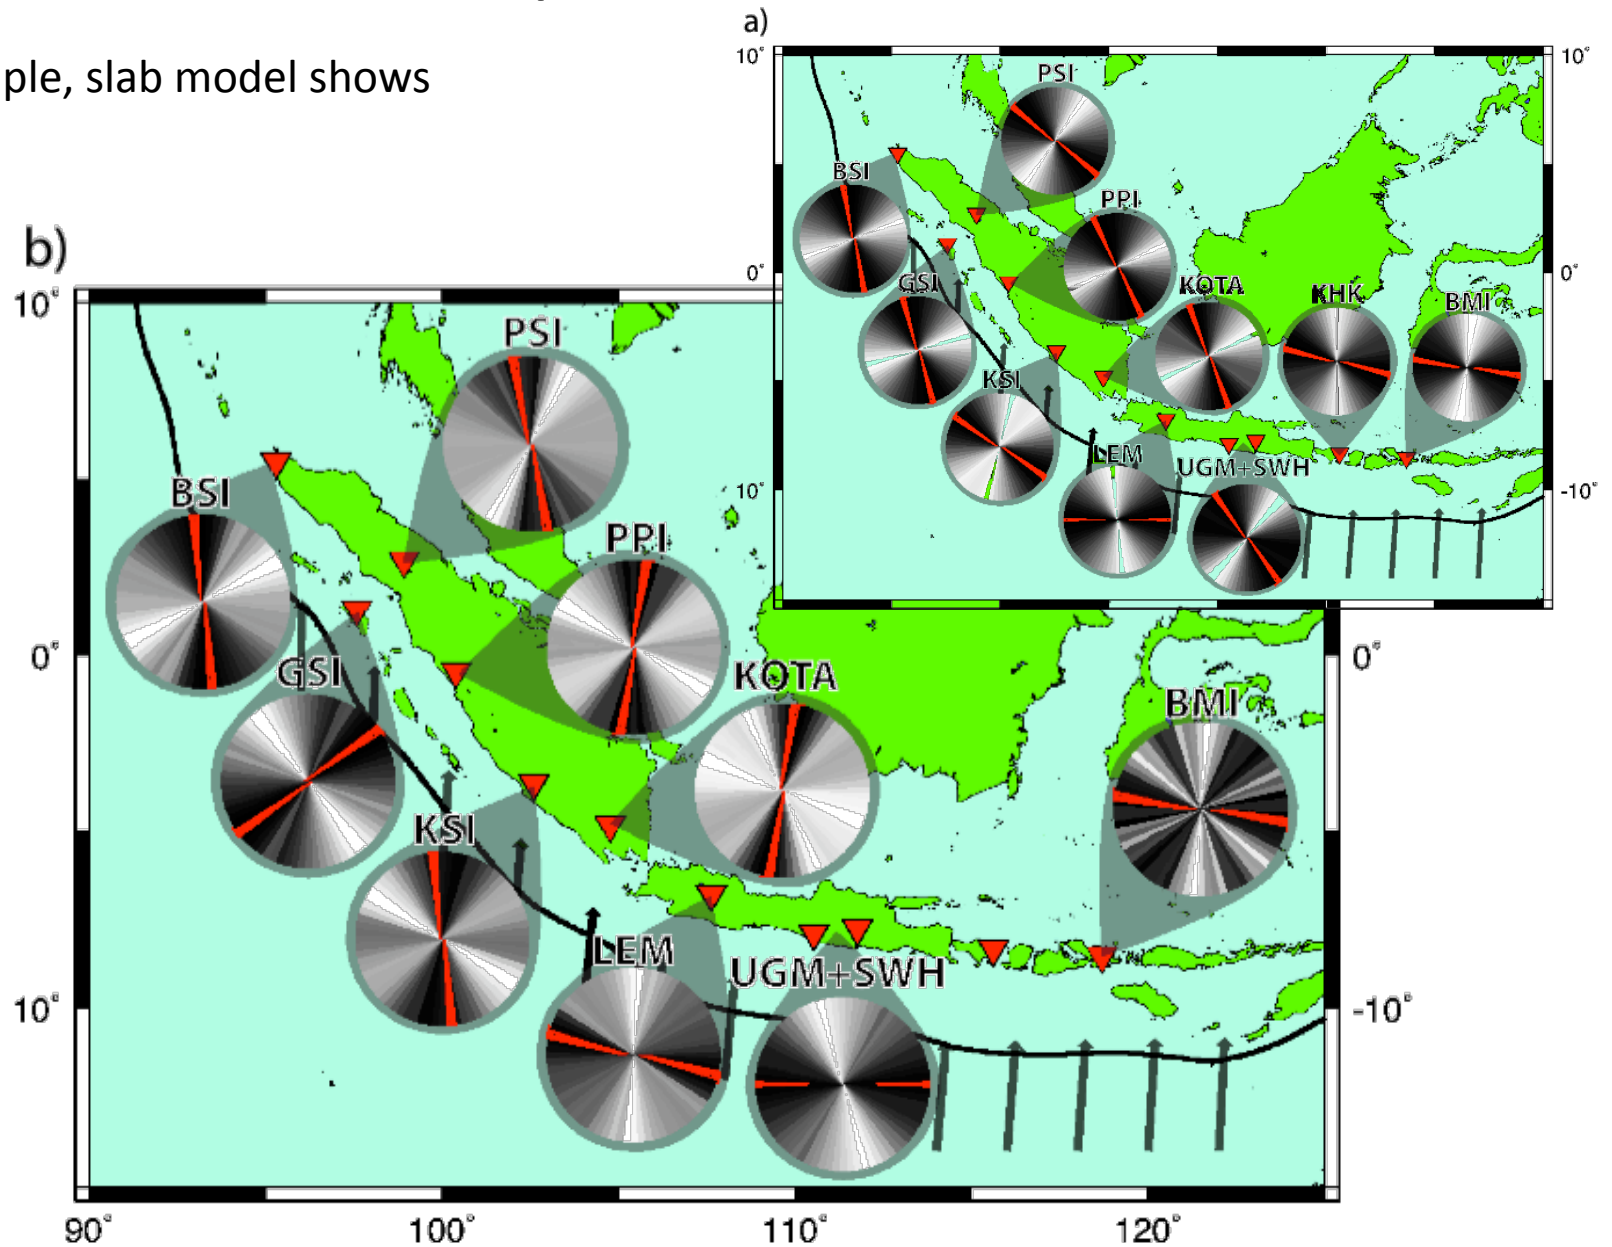 a)
ple, slab model shows
10°
10°
PSI
BSI
PPI
0°
0°
GSI
KOTA
KHK
BMI
KSI
LEM
UGM+SWH
10°
-10°
b)
10°
PSI
BSI
PPI
0°
0°
GSI
KOTA
BMI
KSI
LEM
UGM+SWH
10°
-10°
90°
100°
110°
120°